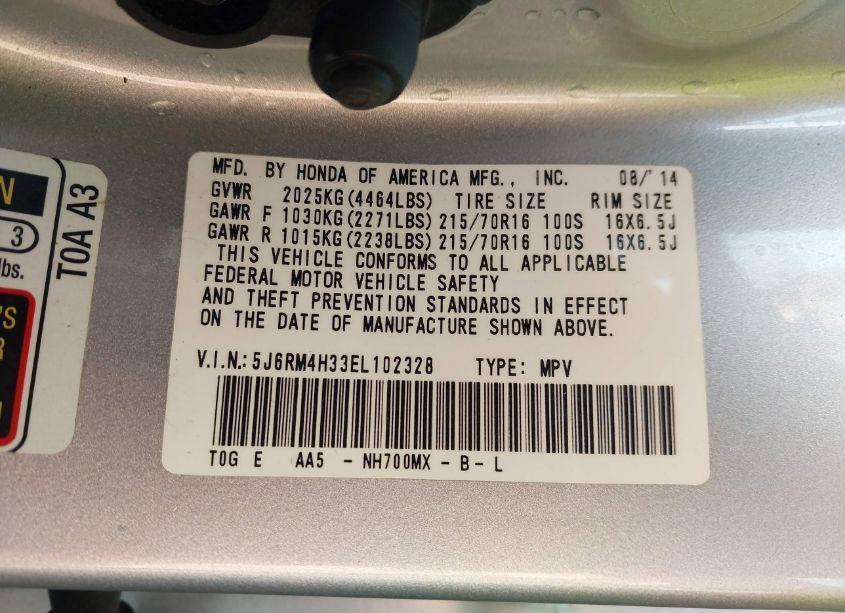 MFD. BY HONDA OF AMERICA MFG., INC. 08/'14
GVWR 2025KG(4464LBS) TIRE SIZE RIM SIZE
GAWR F 1030KG(2271LBS) 215/70R16 100S 16X6.5J
GAWR R 1015KG(2238LBS) 215/70R16 100S 16X6.5J
THIS VEHICLE CONFORMS TO ALL APPLICABLE
FEDERAL MOTOR VEHICLE SAFETY
AND THEFT PREVENTION STANDARDS IN EFFECT
ON THE DATE OF MANUFACTURE SHOWN ABOVE.
V.I.N.: 5J6RM4H33EL102328 TYPE: MPV
T0G E AA5 - NH700MX - B - L
N
3
lbs.
'S
R
T0A A3